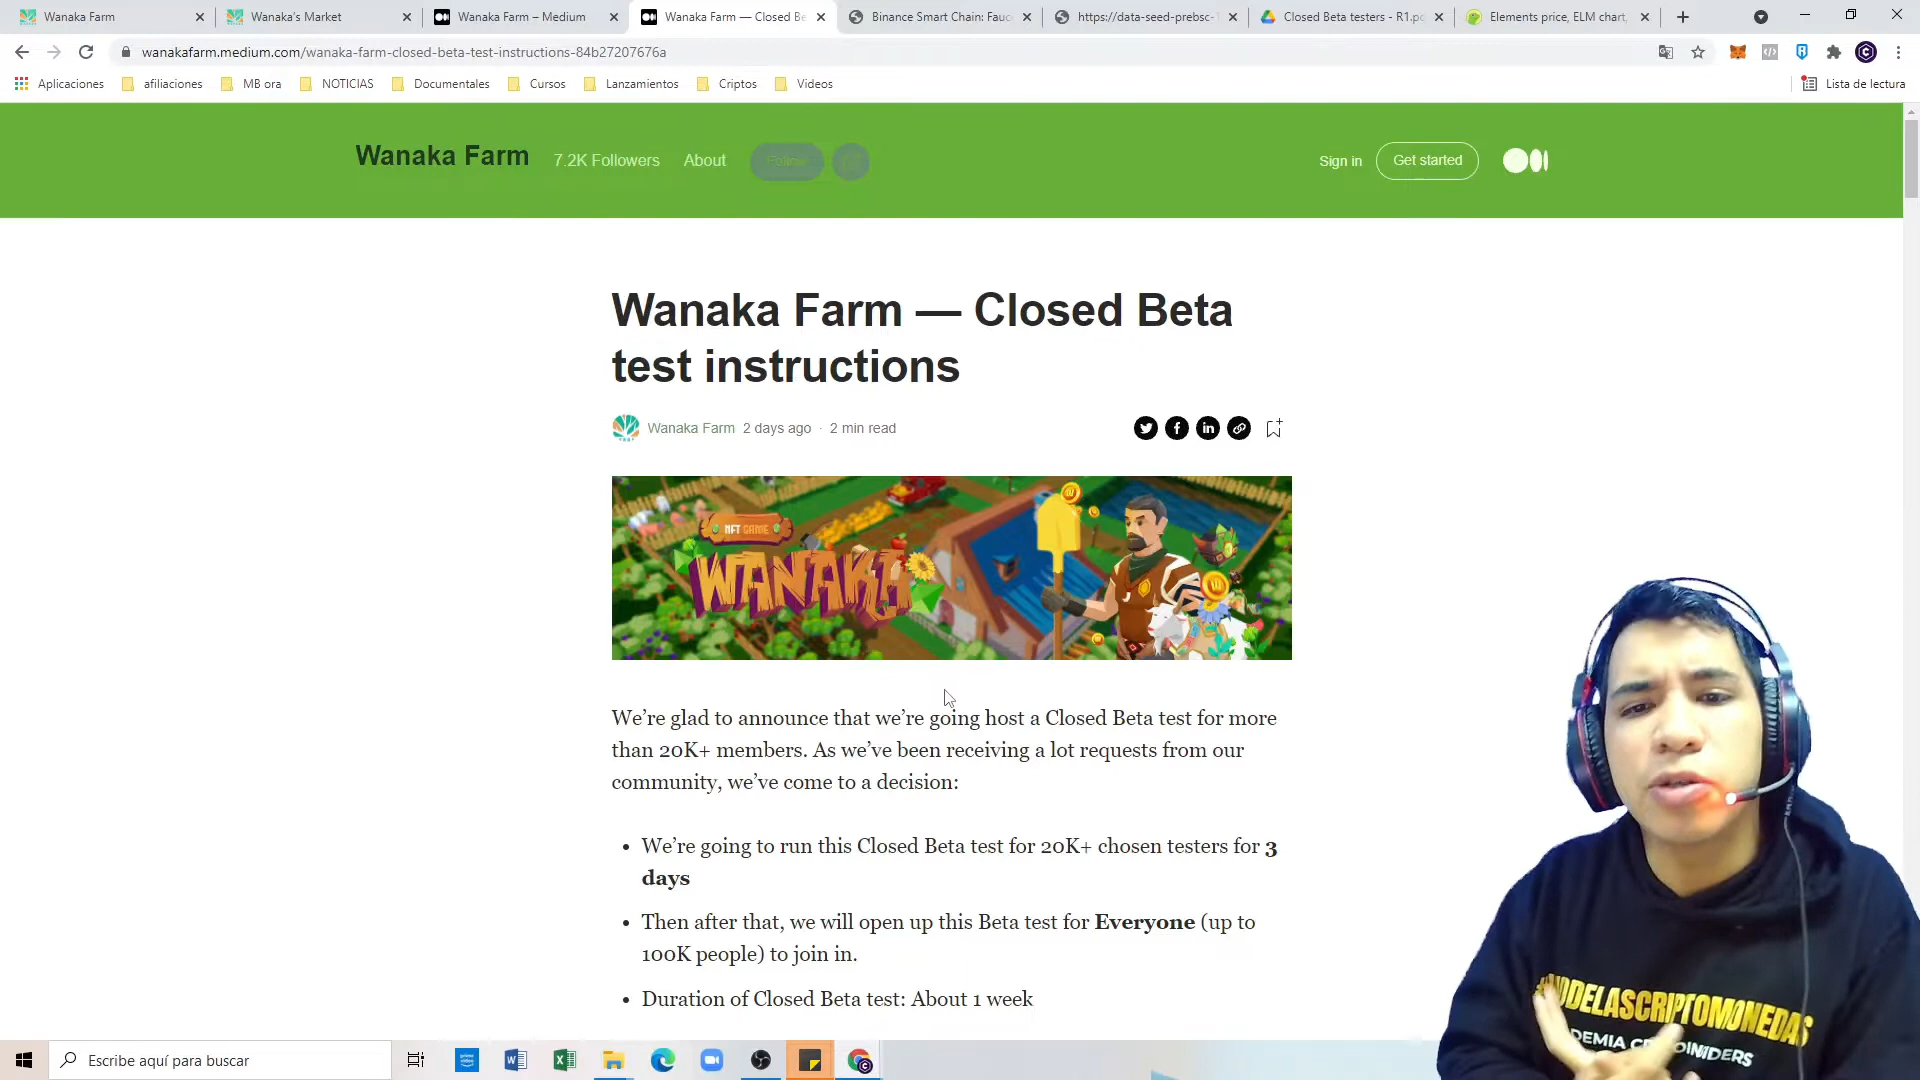 Wanaka Farm
Wanaka's Market
Wanaka Farm – Medium
Wanaka Farm — Closed Be
Binance Smart Chain: Fauc
https://data-seed-prebsc-
Closed Beta testers - R1.pc
Elements price, ELM chart,
wanakafarm.medium.com/wanaka-farm-closed-beta-test-instructions-84b27207676a
Aplicaciones
afiliaciones
MB ora
NOTICIAS
Documentales
Cursos
Lanzamientos
Criptos
Videos
Lista de lectura
Wanaka Farm
7.2K Followers
About
Follow
Sign in
Get started
Wanaka Farm — Closed Beta
test instructions
Wanaka Farm 2 days ago · 2 min read
NFT GAME
WANAKA
We're glad to announce that we're going host a Closed Beta test for more
than 20K+ members. As we've been receiving a lot requests from our
community, we've come to a decision:
• We're going to run this Closed Beta test for 20K+ chosen testers for 3
days
• Then after that, we will open up this Beta test for Everyone (up to
100K people) to join in.
• Duration of Closed Beta test: About 1 week
Escribe aquí para buscar